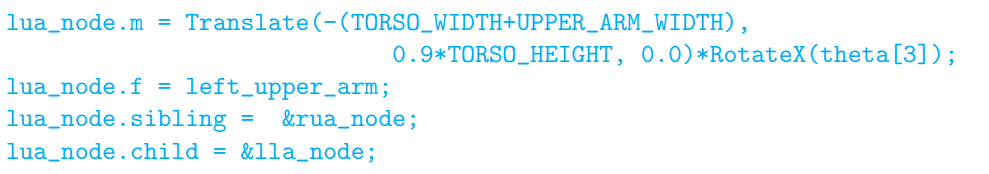 lua_node.m = Translate(-(TORSO_WIDTH+UPPER_ARM_WIDTH),
                        0.9*TORSO_HEIGHT, 0.0)*RotateX(theta[3]);
lua_node.f = left_upper_arm;
lua_node.sibling =  &rua_node;
lua_node.child = &lla_node;